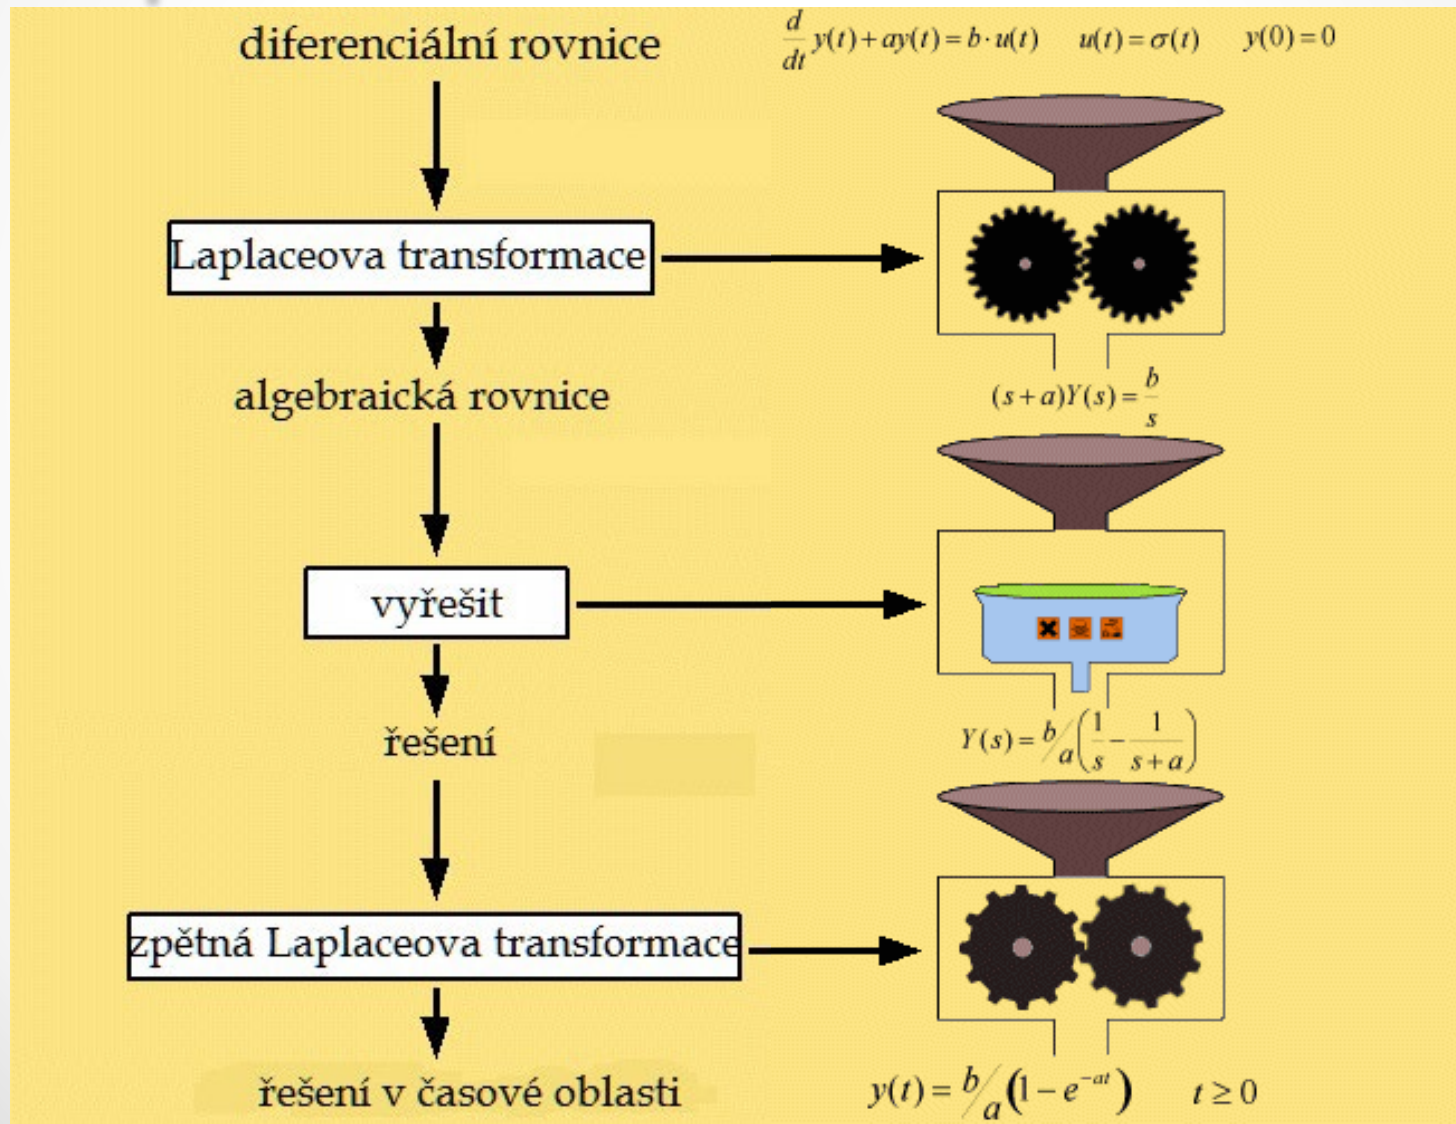 diferenciální rovnice
d/dt y(t) + ay(t) = b · u(t) u(t) = σ(t) y(0) = 0
Laplaceova transformace
algebraická rovnice
(s + a)Y(s) = b/s
vyřešit
řešení
Y(s) = b/a (1/s − 1/(s + a))
zpětná Laplaceova transformace
řešení v časové oblasti
y(t) = b/a (1 − e^{−at}) t ≥ 0